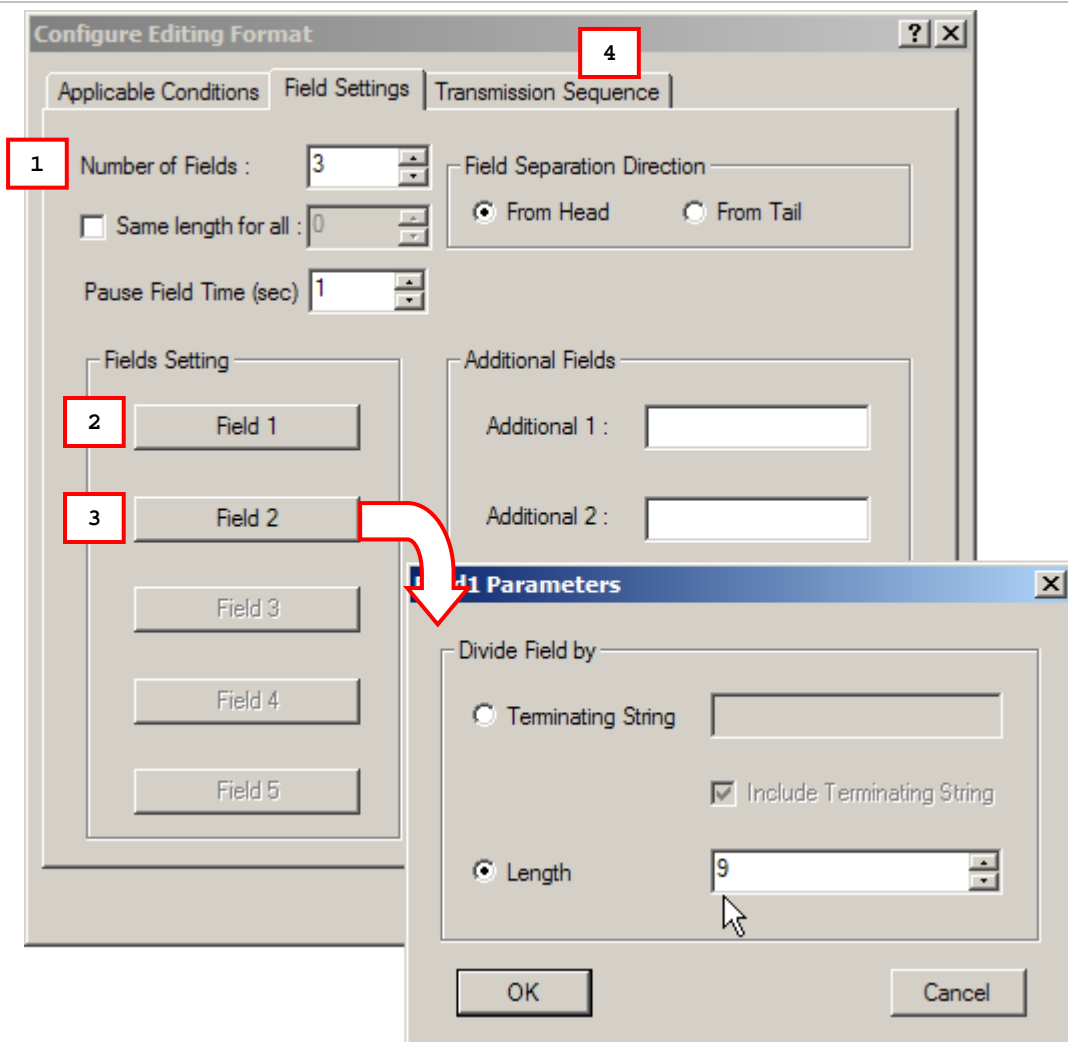 Configure Editing Format
4
Applicable Conditions Field Settings Transmission Sequence
1 Number of Fields : 3
Field Separation Direction
Same length for all : 0
From Head From Tail
Pause Field Time (sec) 1
Fields Setting
Additional Fields
2 Field 1
Additional 1 :
3 Field 2
Additional 2 :
Field 3
Field 4
Field 5
d1 Parameters
Divide Field by
Terminating String
Include Terminating String
Length 9
OK Cancel